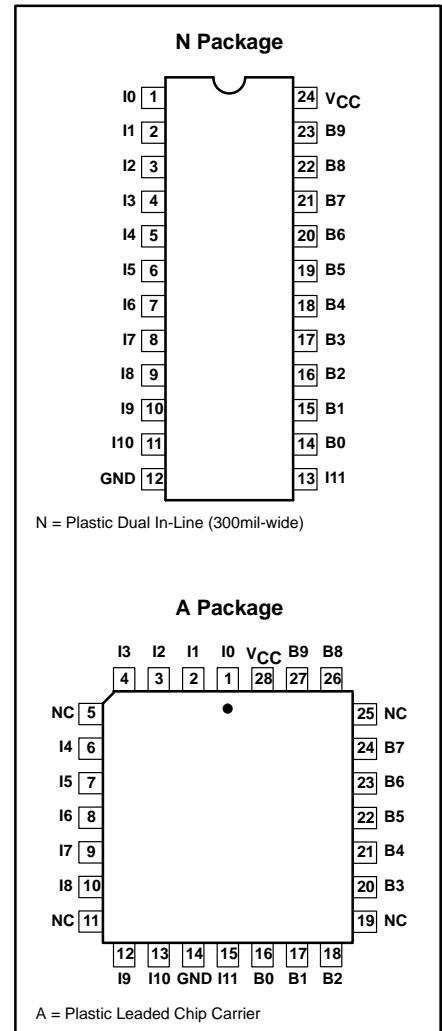 N Package
I0 1 24 VCC
I1 2 23 B9
I2 3 22 B8
I3 4 21 B7
I4 5 20 B6
I5 6 19 B5
I6 7 18 B4
I7 8 17 B3
I8 9 16 B2
I9 10 15 B1
I10 11 14 B0
GND 12 13 I11
N = Plastic Dual In-Line (300mil-wide)
A Package
I3 I2 I1 I0 VCC B9 B8
4 3 2 1 28 27 26
NC 5 25 NC
I4 6 24 B7
I5 7 23 B6
I6 8 22 B5
I7 9 21 B4
I8 10 20 B3
NC 11 19 NC
12 13 14 15 16 17 18
I9 I10 GND I11 B0 B1 B2
A = Plastic Leaded Chip Carrier